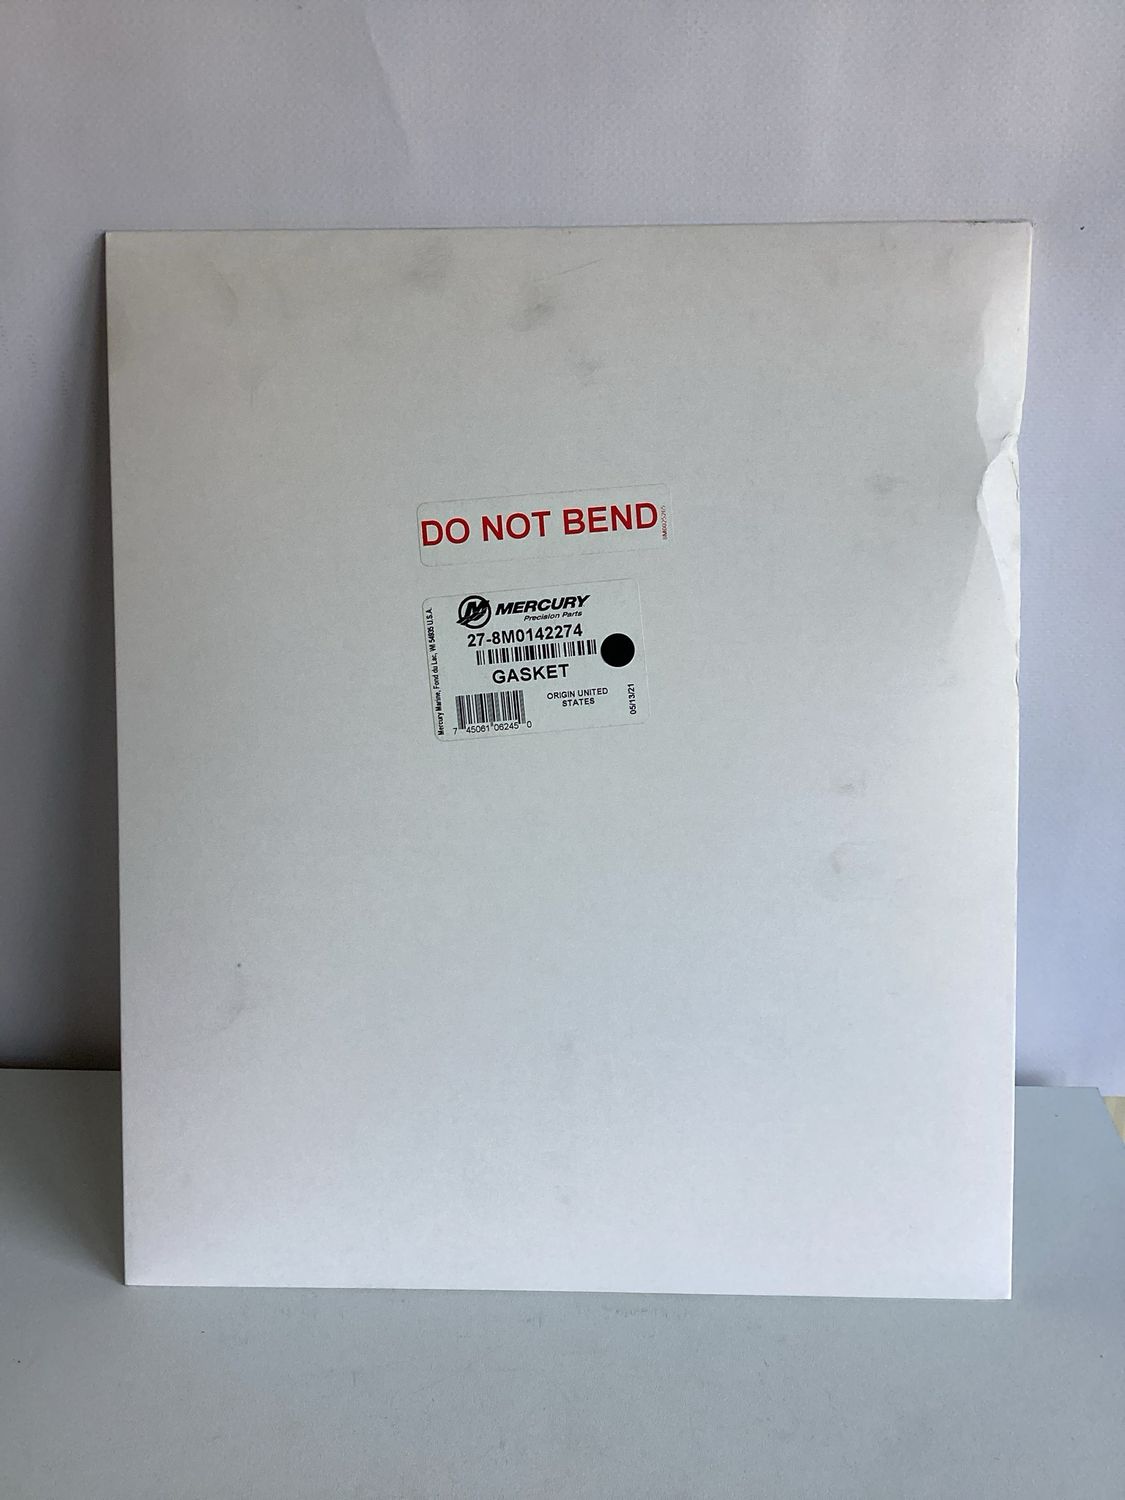 DO NOT BEND
8M0025265
MERCURY
Precision Parts
27-8M0142274
GASKET
ORIGIN UNITED
STATES
05/13/21
7 45061 06245 0
Mercury Marine, Fond du Lac, WI 54935 U.S.A.